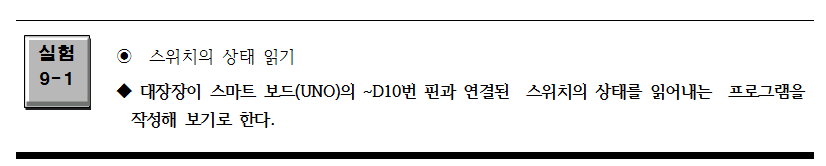 실험
9-1
◉ 스위치의 상태 읽기
◆ 대장장이 스마트 보드(UNO)의 ~D10번 핀과 연결된 스위치의 상태를 읽어내는 프로그램을
작성해 보기로 한다.